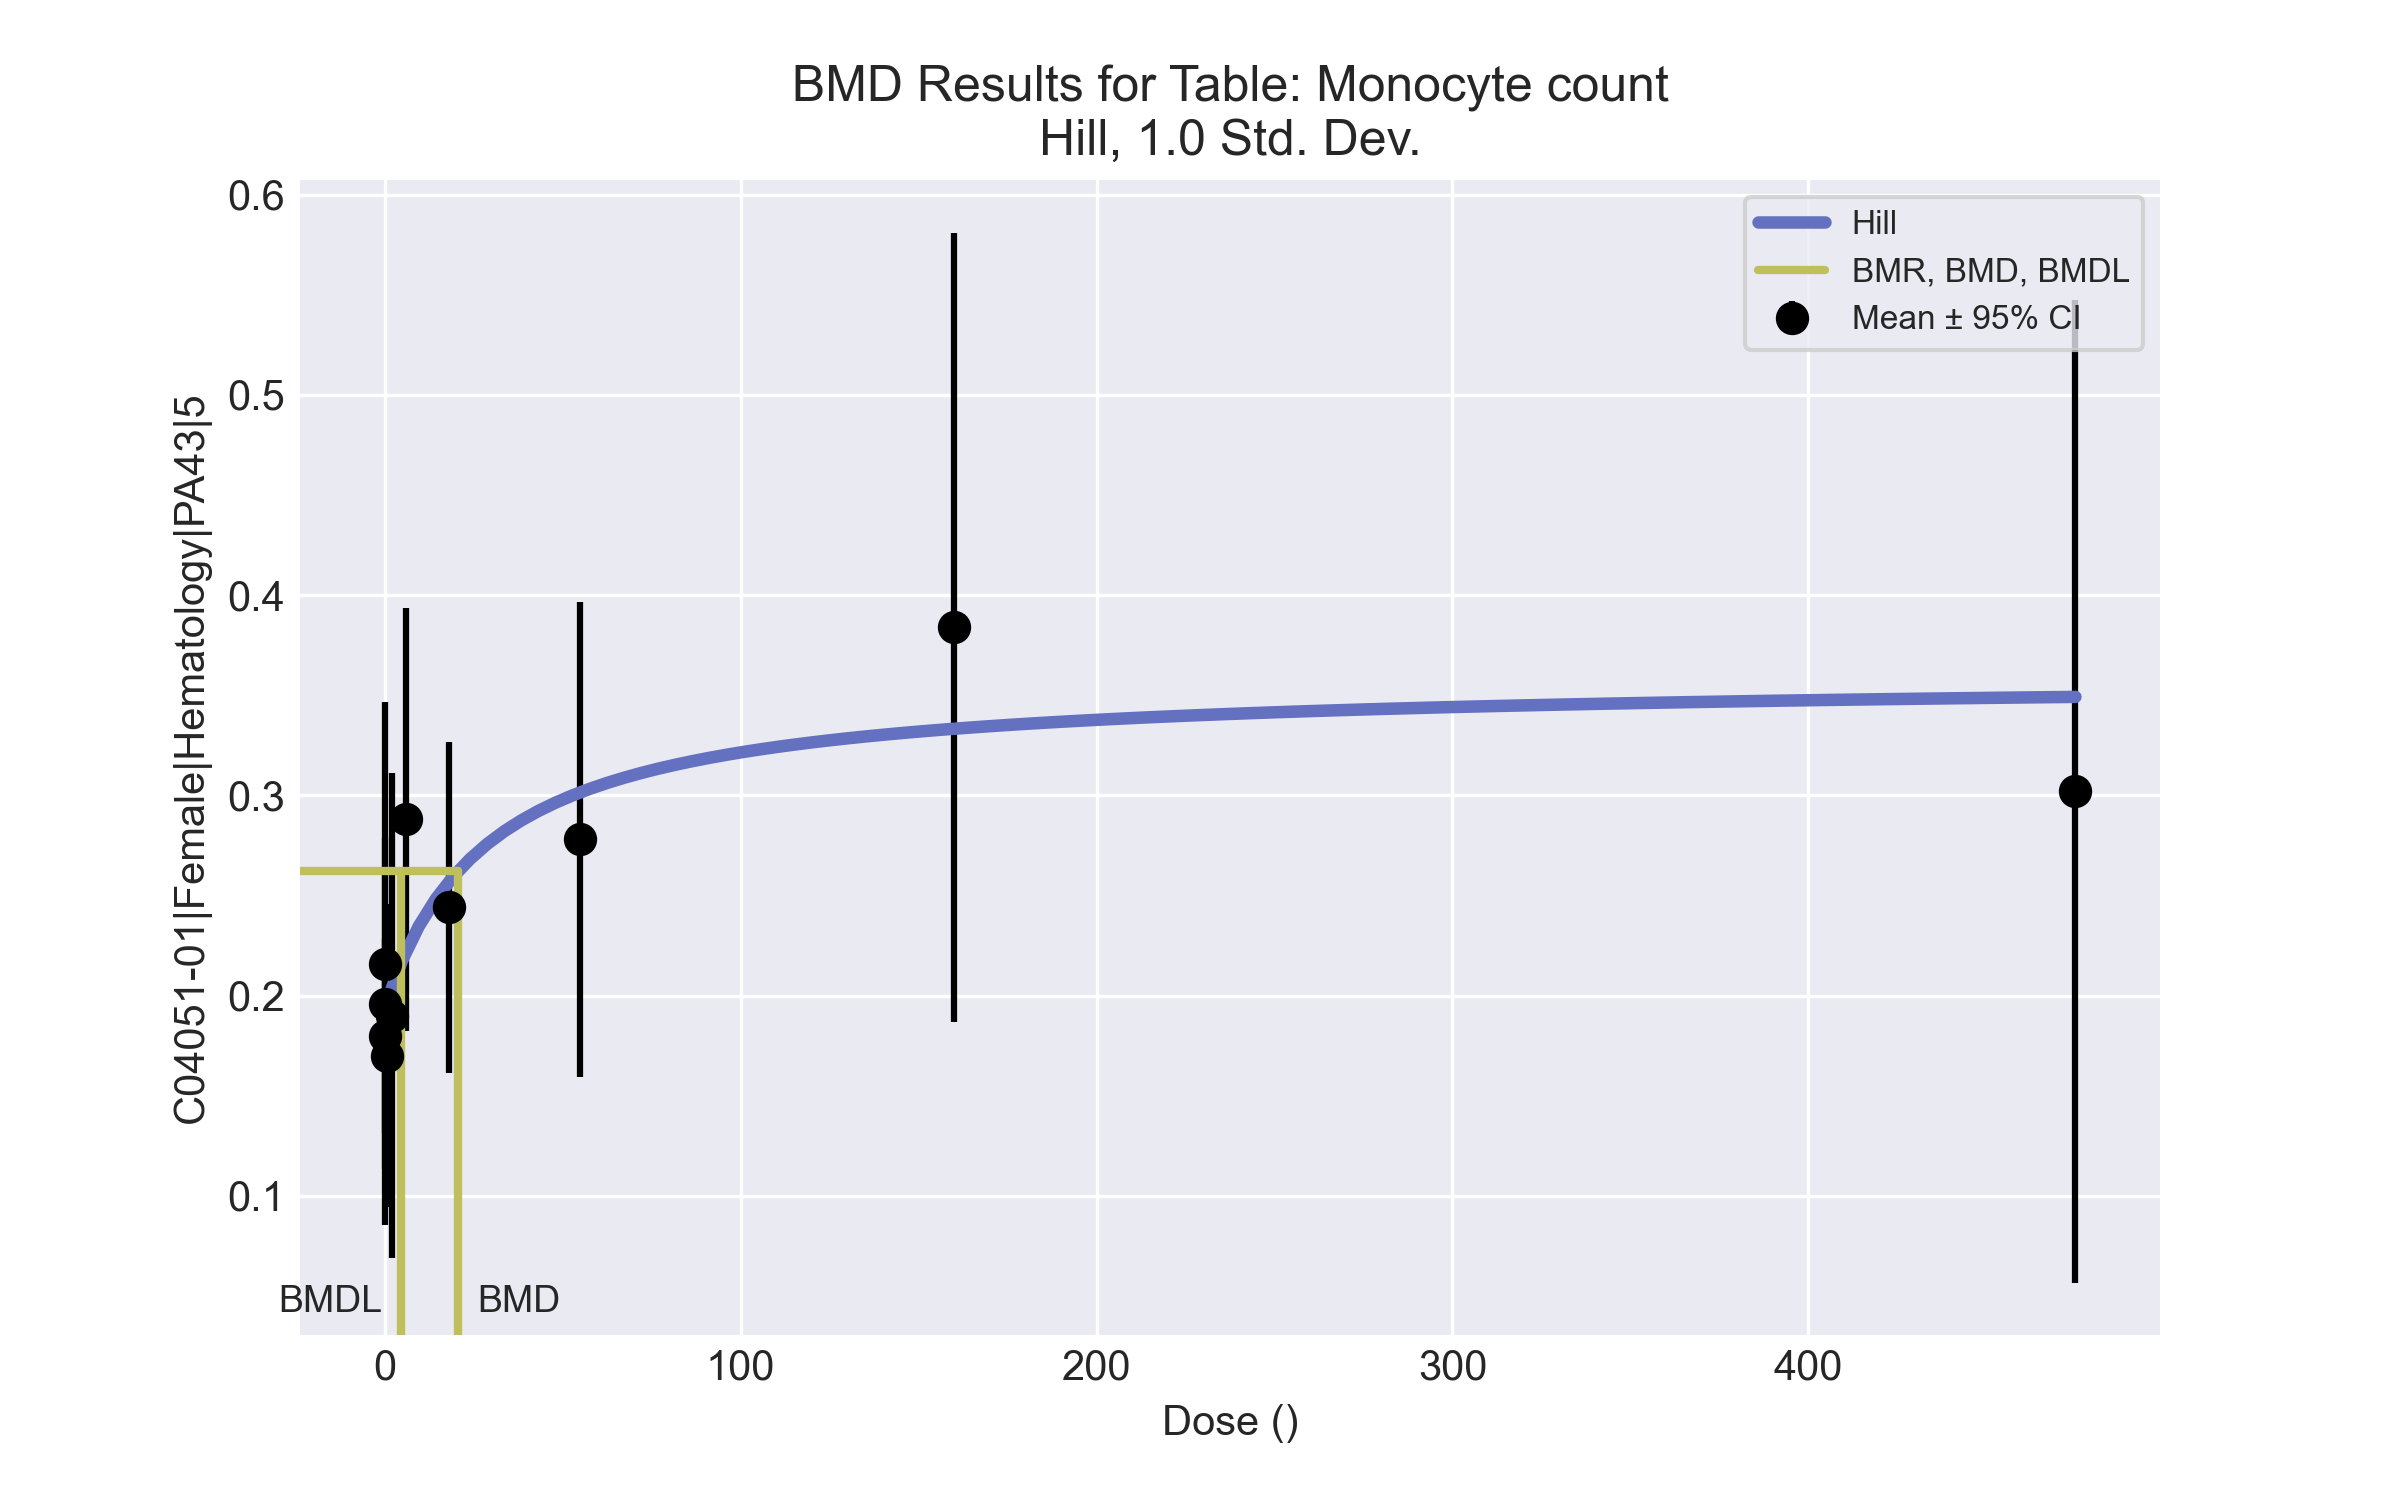 BMD Results for Table: Monocyte count
Hill, 1.0 Std. Dev.
Hill
BMR, BMD, BMDL
Mean ± 95% CI
C04051-01|Female|Hematology|PA43|5
0.6
0.5
0.4
0.3
0.2
0.1
BMDL
BMD
0
100
200
300
400
Dose ()